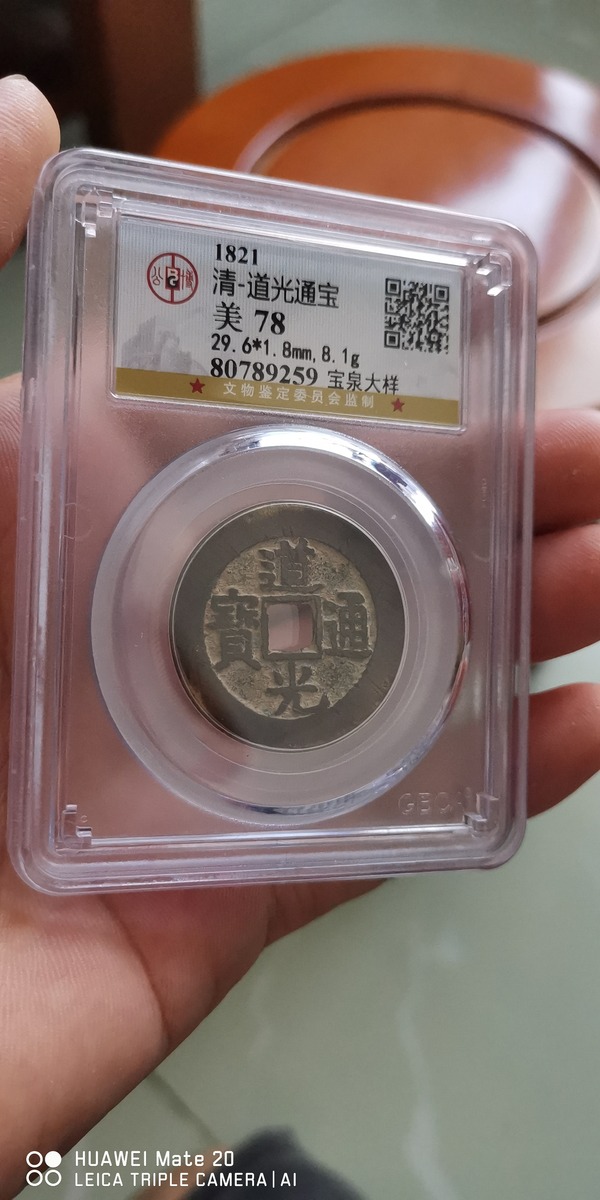 1821
清-道光通宝
美 78
29.6*1.8mm,8.1g
80789259 宝泉大样
文物鉴定委员会监制
公博
道光通寶
HUAWEI Mate 20
LEICA TRIPLE CAMERA | AI